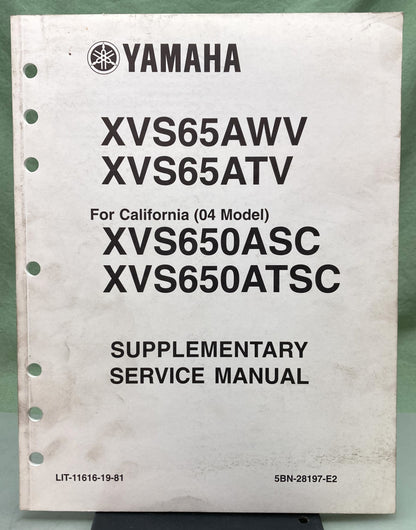 YAMAHA
XVS65AWV
XVS65ATV
For California (04 Model)
XVS650ASC
XVS650ATSC
SUPPLEMENTARY
SERVICE MANUAL
LIT-11616-19-81 5BN-28197-E2